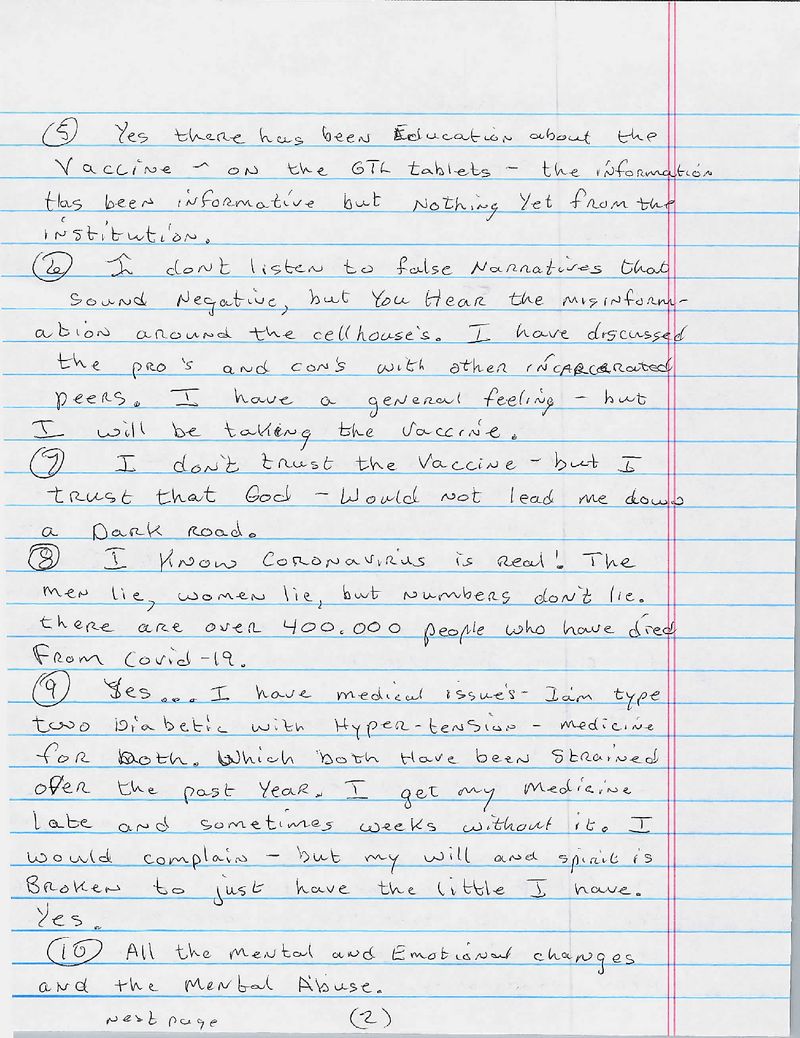 (5) Yes there has been Education about the
Vaccine - on the GTL tablets - the information
Has been informative but Nothing Yet from the
institution.
(6) I don't listen to false Narratives that
sound Negative, but You Hear the misinform-
ation around the cellhouse's. I have discussed
the pro's and con's with other incarcerated
peers. I have a general feeling - but
I will be taking the vaccine.
(7) I don't trust the Vaccine - but I
trust that God - Would not lead me down
a Dark road.
(8) I Know Coronavirus is real! The
men lie, women lie, but numbers don't lie.
there are over 400.000 people who have died
From Covid-19.
(9) Yes... I have medical issue's - Iam type
two Diabetic with Hyper-tension - medicine
for Both. Which both Have been Strained
over the past Year. I get my Medicine
late and sometimes weeks without it. I
would complain - but my will and spirit is
Broken to just have the little I have.
Yes.
(10) All the mental and Emotional changes
and the Mental Abuse.
Next page (2)